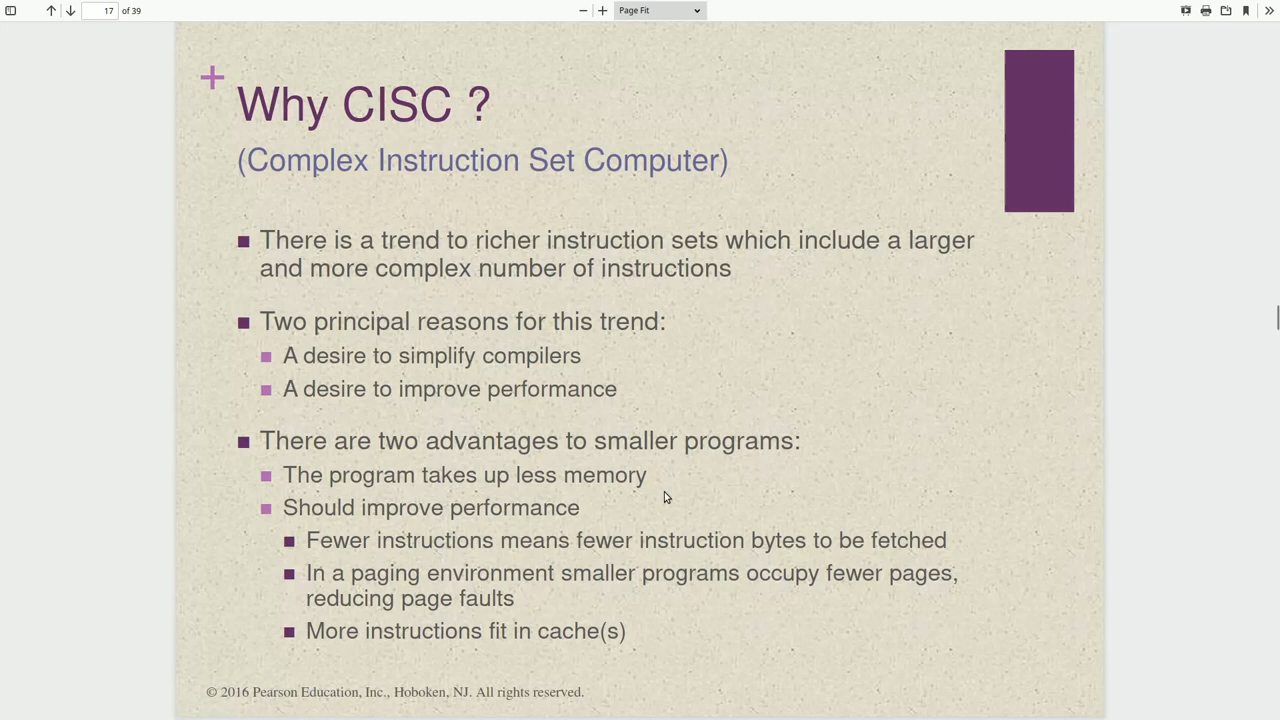 17 of 39
Page Fit
+
Why CISC ?
(Complex Instruction Set Computer)
There is a trend to richer instruction sets which include a larger
and more complex number of instructions
Two principal reasons for this trend:
A desire to simplify compilers
A desire to improve performance
There are two advantages to smaller programs:
The program takes up less memory
Should improve performance
Fewer instructions means fewer instruction bytes to be fetched
In a paging environment smaller programs occupy fewer pages,
reducing page faults
More instructions fit in cache(s)
© 2016 Pearson Education, Inc., Hoboken, NJ. All rights reserved.